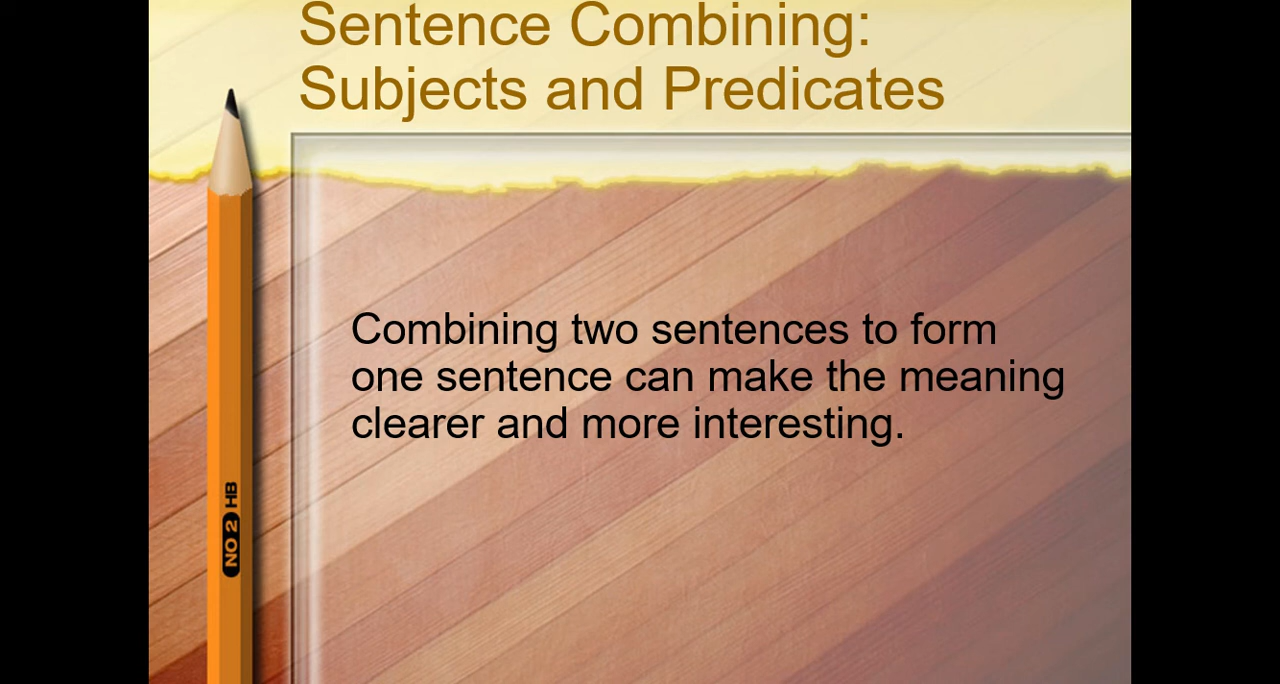 Sentence Combining:
Subjects and Predicates
Combining two sentences to form
one sentence can make the meaning
clearer and more interesting.
NO 2 HB